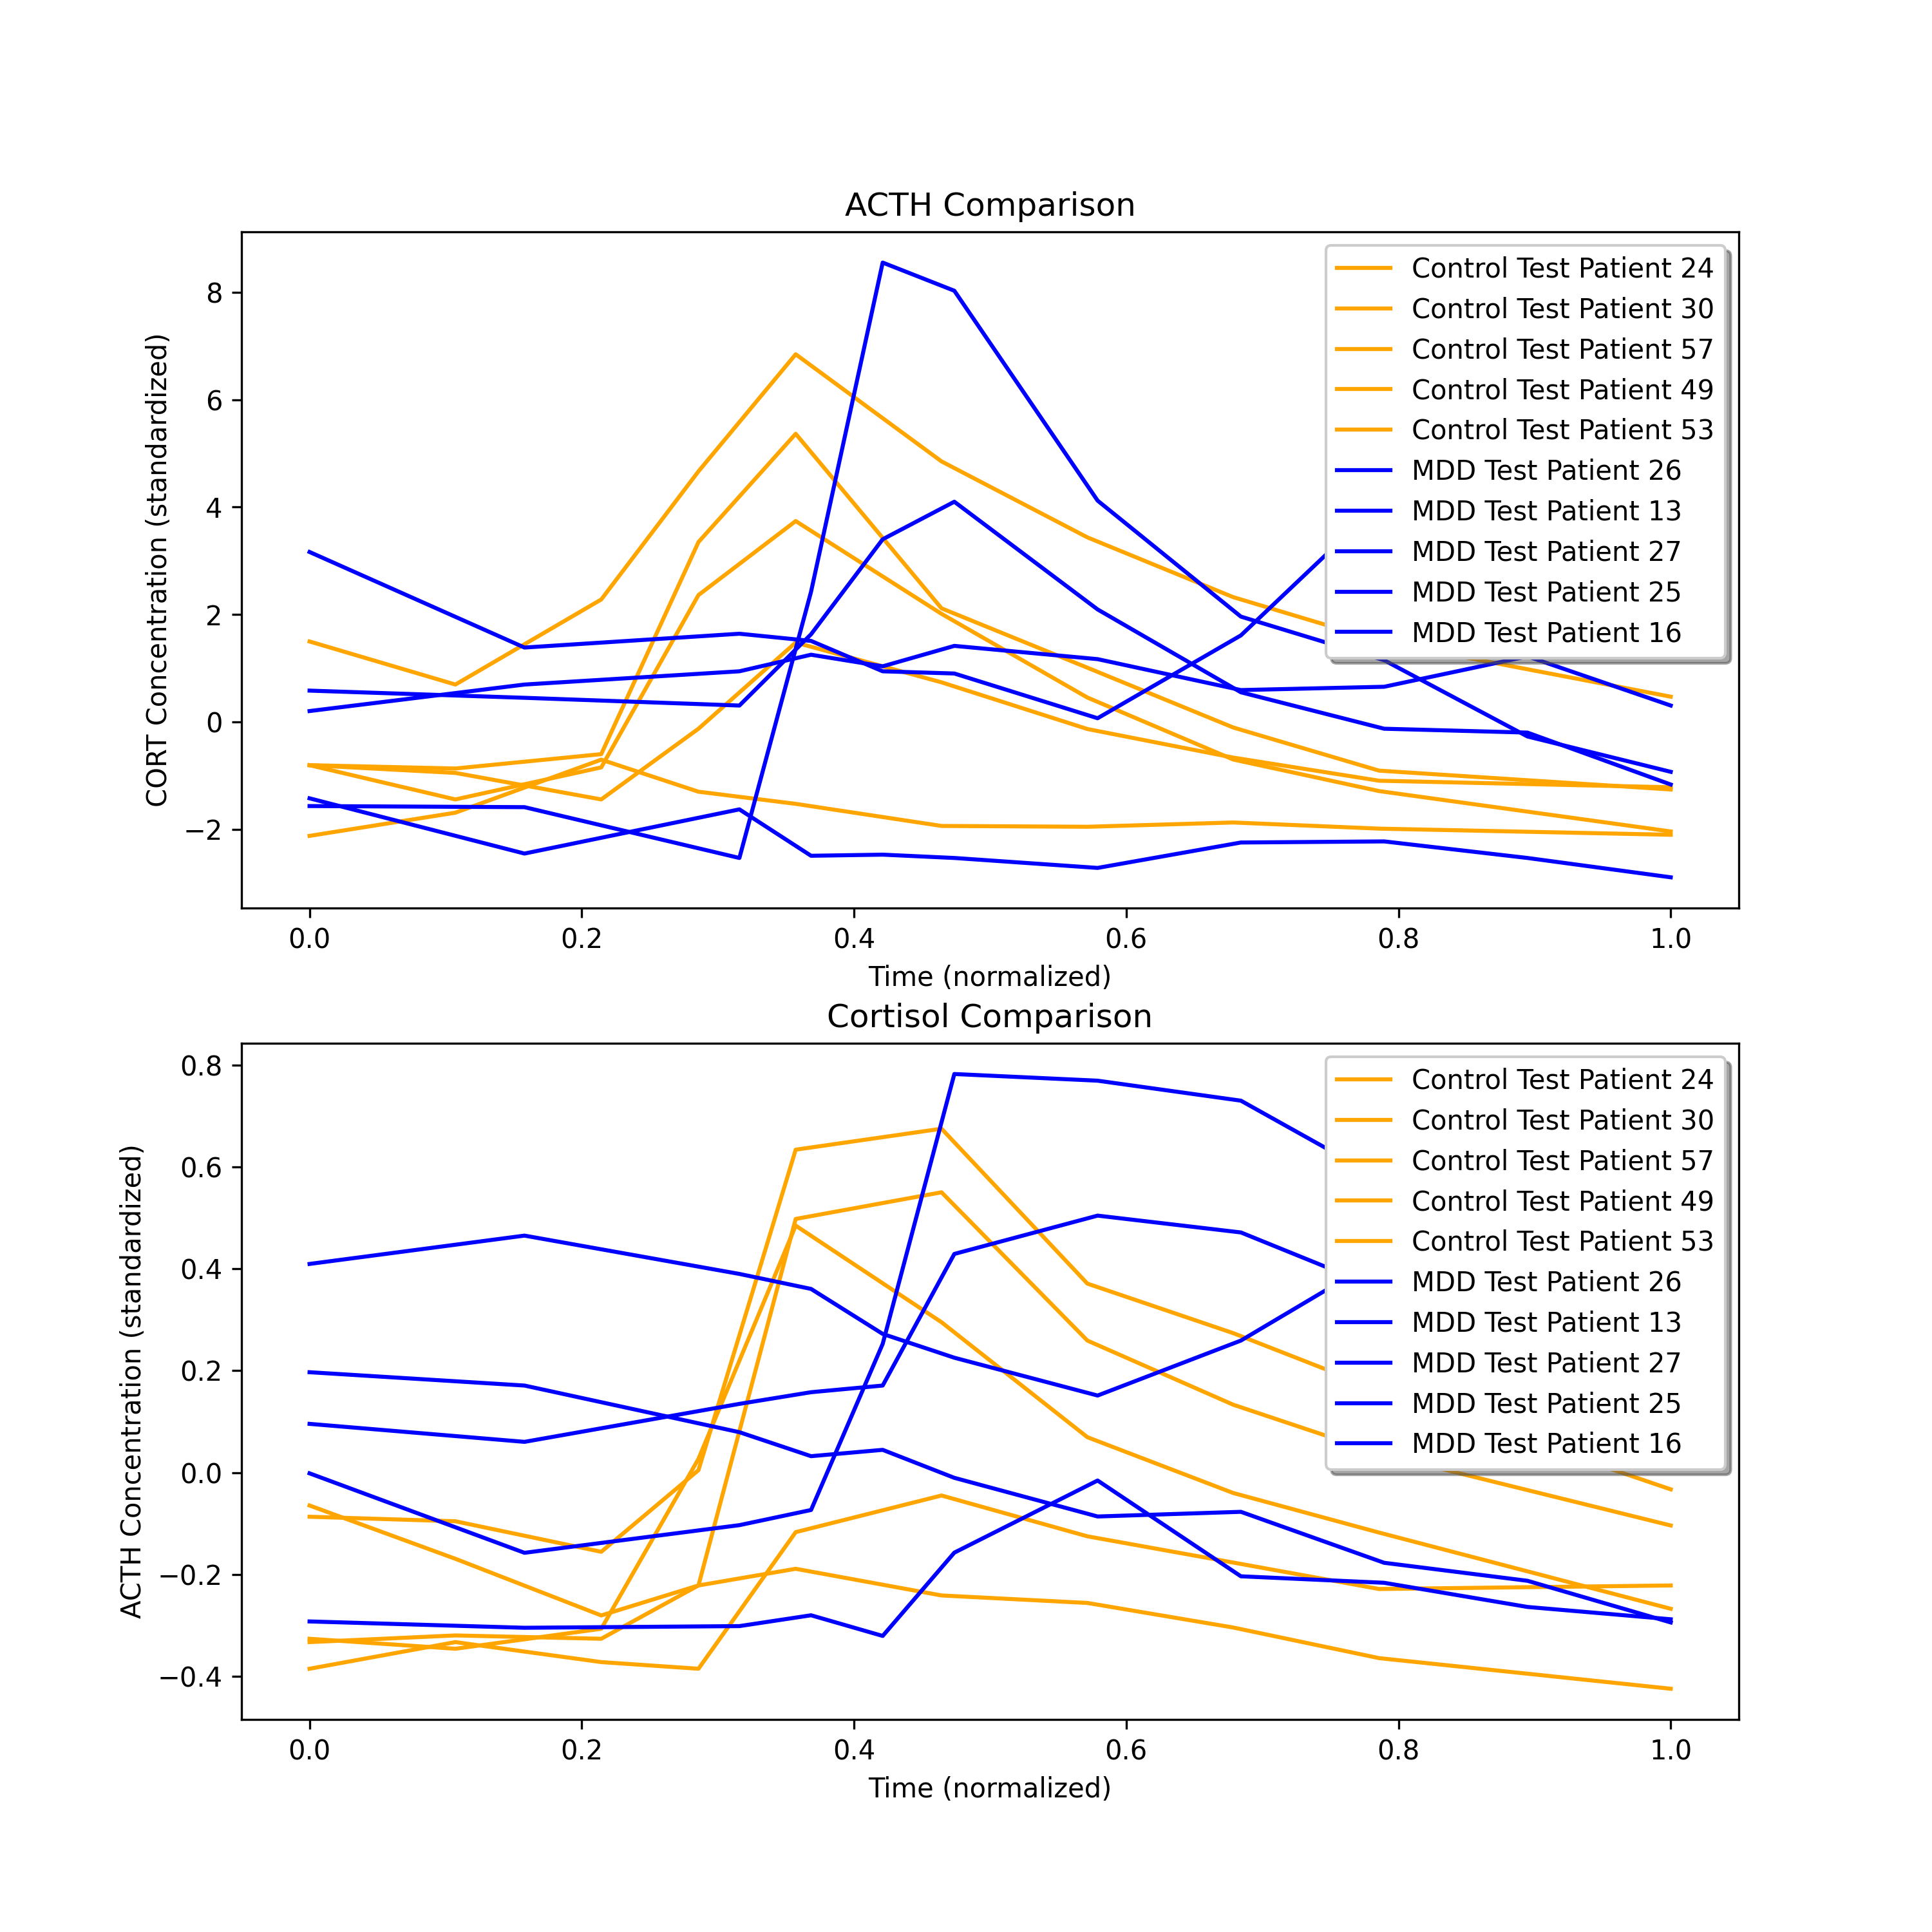 ACTH Comparison
CORT Concentration (standardized)
8
6
4
2
0
−2
0.0 0.2 0.4 0.6 0.8 1.0
Time (normalized)
Control Test Patient 24
Control Test Patient 30
Control Test Patient 57
Control Test Patient 49
Control Test Patient 53
MDD Test Patient 26
MDD Test Patient 13
MDD Test Patient 27
MDD Test Patient 25
MDD Test Patient 16
Cortisol Comparison
ACTH Concentration (standardized)
0.8
0.6
0.4
0.2
0.0
−0.2
−0.4
0.0 0.2 0.4 0.6 0.8 1.0
Time (normalized)
Control Test Patient 24
Control Test Patient 30
Control Test Patient 57
Control Test Patient 49
Control Test Patient 53
MDD Test Patient 26
MDD Test Patient 13
MDD Test Patient 27
MDD Test Patient 25
MDD Test Patient 16